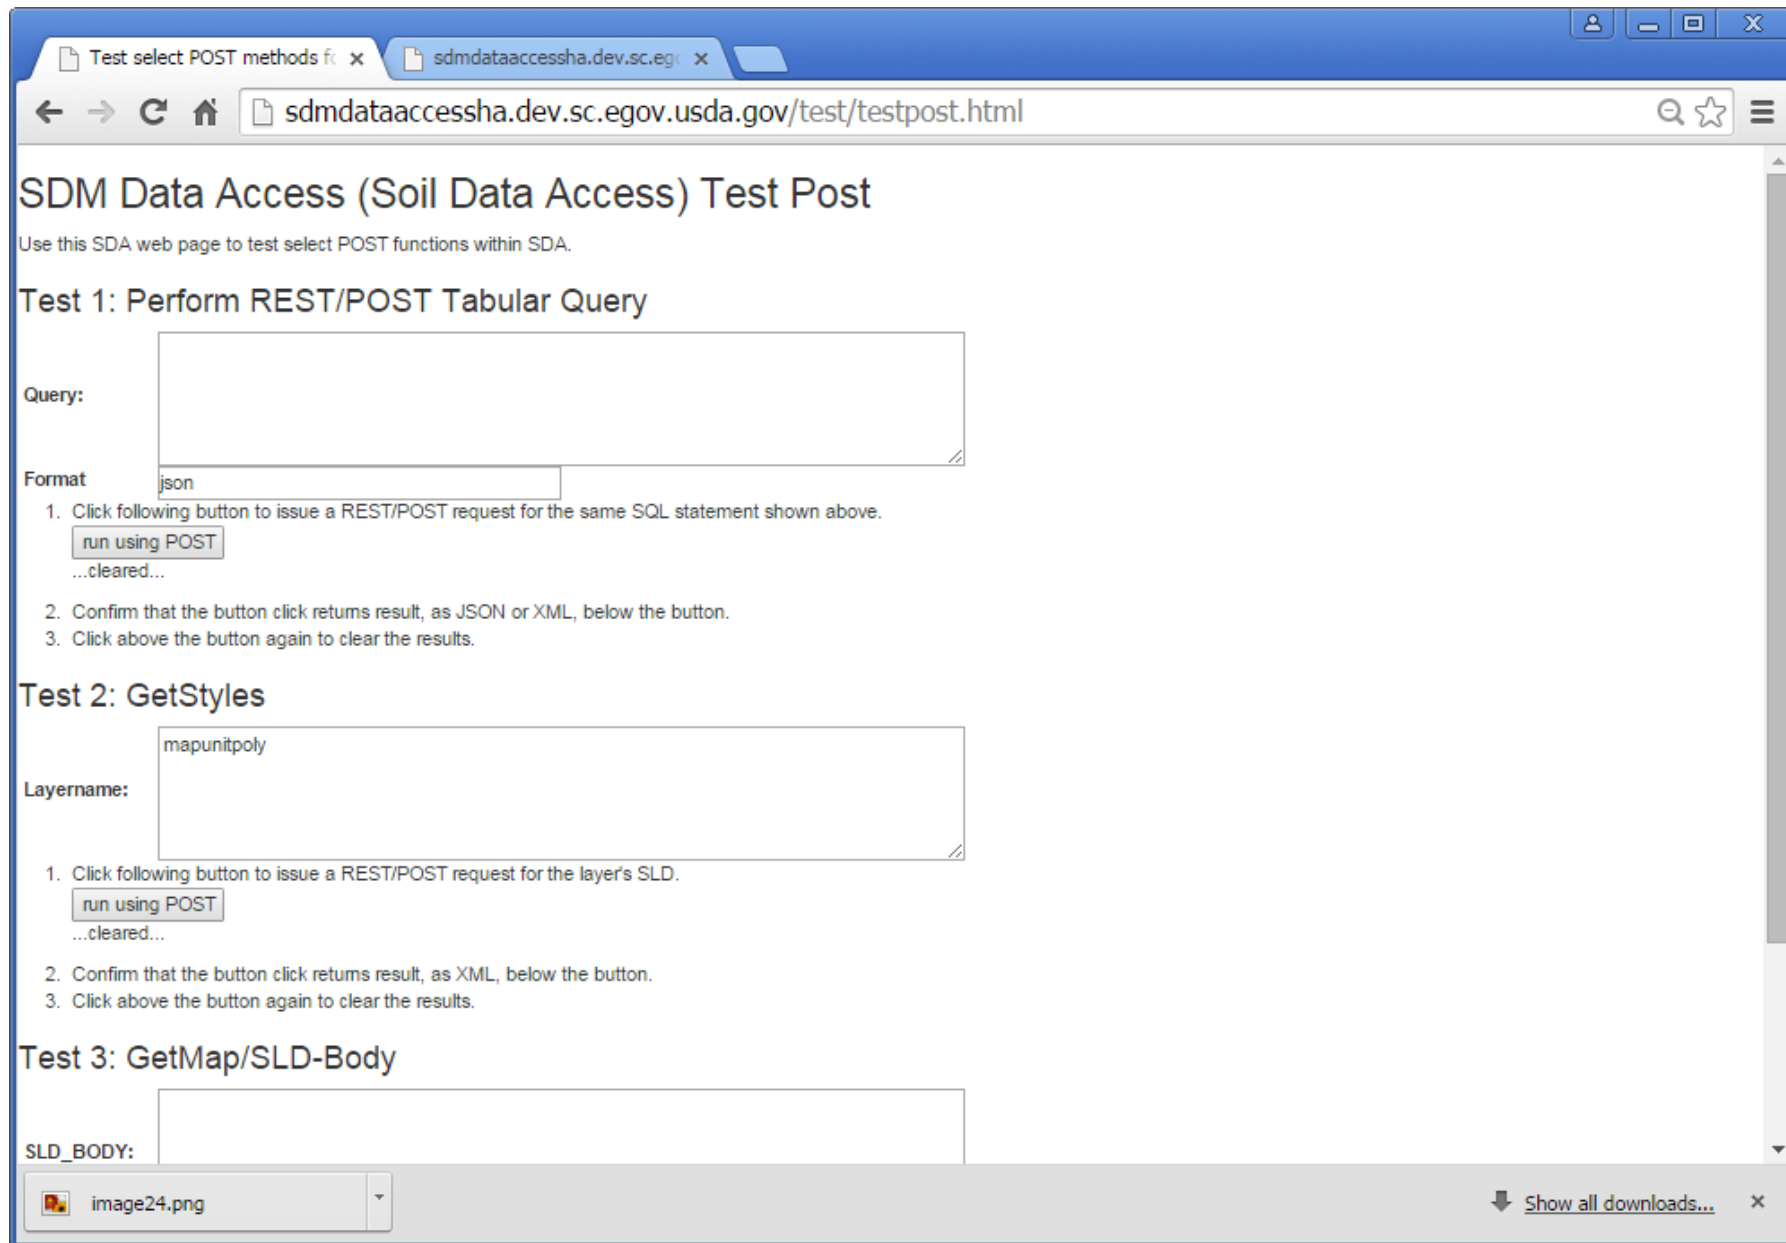 Test select POST methods fo
sdmdataaccessha.dev.sc.ego
sdmdataaccessha.dev.sc.egov.usda.gov/test/testpost.html
SDM Data Access (Soil Data Access) Test Post
Use this SDA web page to test select POST functions within SDA.
Test 1: Perform REST/POST Tabular Query
Query:
Format
json
1. Click following button to issue a REST/POST request for the same SQL statement shown above.
run using POST
...cleared...
2. Confirm that the button click returns result, as JSON or XML, below the button.
3. Click above the button again to clear the results.
Test 2: GetStyles
mapunitpoly
Layername:
1. Click following button to issue a REST/POST request for the layer's SLD.
run using POST
...cleared...
2. Confirm that the button click returns result, as XML, below the button.
3. Click above the button again to clear the results.
Test 3: GetMap/SLD-Body
SLD_BODY:
image24.png
Show all downloads...